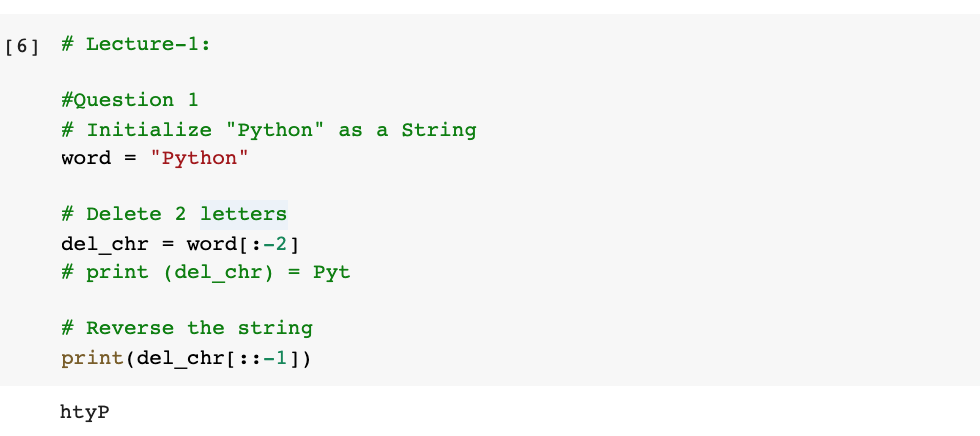 [6] # Lecture-1:
#Question 1
# Initialize "Python" as a String
word = "Python"
# Delete 2 letters
del_chr = word[:-2]
# print (del_chr) = Pyt
# Reverse the string
print(del_chr[::-1])
htyP